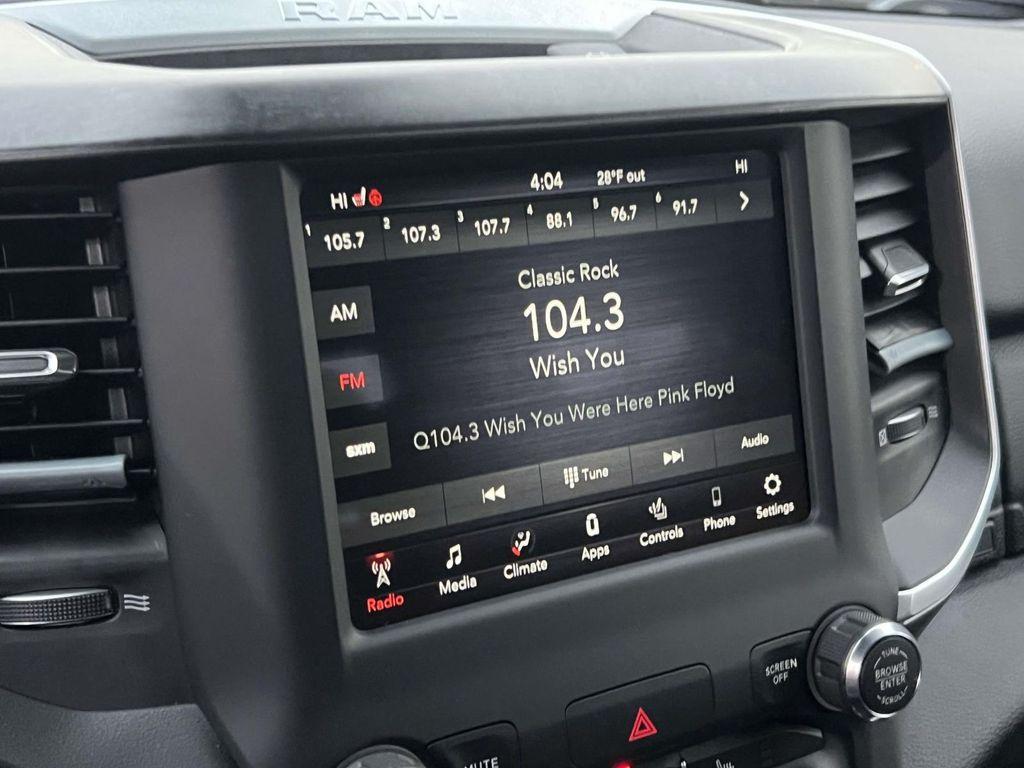 RAM
HI 4:04 28°F out HI
1 105.7 2 107.3 3 107.7 4 88.1 5 96.7 6 91.7
Classic Rock
AM 104.3
Wish You
FM
Q104.3 Wish You Were Here Pink Floyd
sxm
Browse Tune Audio
Radio Media Climate Apps Controls Phone Settings
SCREEN
OFF
TUNE
BROWSE
ENTER
SCROLL
MUTE